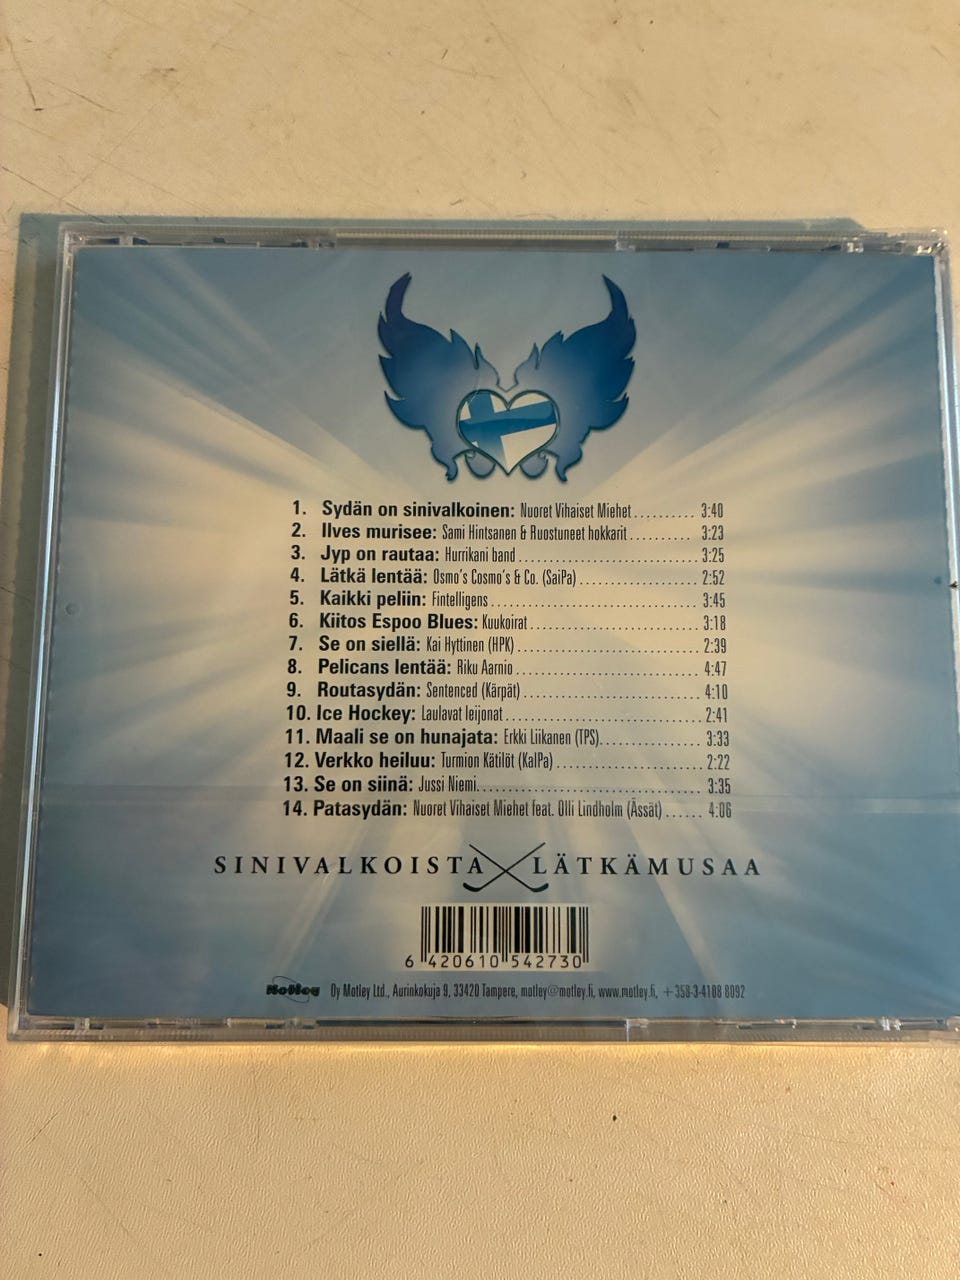 1. Sydän on sinivalkoinen: Nuoret Vihaiset Miehet.......... 3:40
2. Ilves murisee: Sami Hintsanen & Ruostuneet hokkarit.......... 3:23
3. Jyp on rautaa: Hurrikani band.............................. 3:25
4. Lätkä lentää: Osmo's Cosmo's & Co. (SaiPa).................... 2:52
5. Kaikki peliin: Fintelligens.................................. 3:45
6. Kiitos Espoo Blues: Kuukoirat............................ 3:18
7. Se on siellä: Kai Hyttinen (HPK).............................. 2:39
8. Pelicans lentää: Riku Aarnio.............................. 4:47
9. Routasydän: Sentenced (Kärpät)............................. 4:10
10. Ice Hockey: Laulavat leijonat................................ 2:41
11. Maali se on hunajata: Erkki Liikanen (TPS)................ 3:33
12. Verkko heiluu: Turmion Kätilöt (KalPa)........................ 2:22
13. Se on siinä: Jussi Niemi.................................... 3:35
14. Patasydän: Nuoret Vihaiset Miehet feat. Olli Lindholm (Ässät)...... 4:06
SINIVALKOISTA LÄTKÄMUSAA
6 420610 542730
Motley Oy Motley Ltd., Aurinkokuja 9, 33420 Tampere, motley@motley.fi, www.motley.fi, +358-3-4108 8092